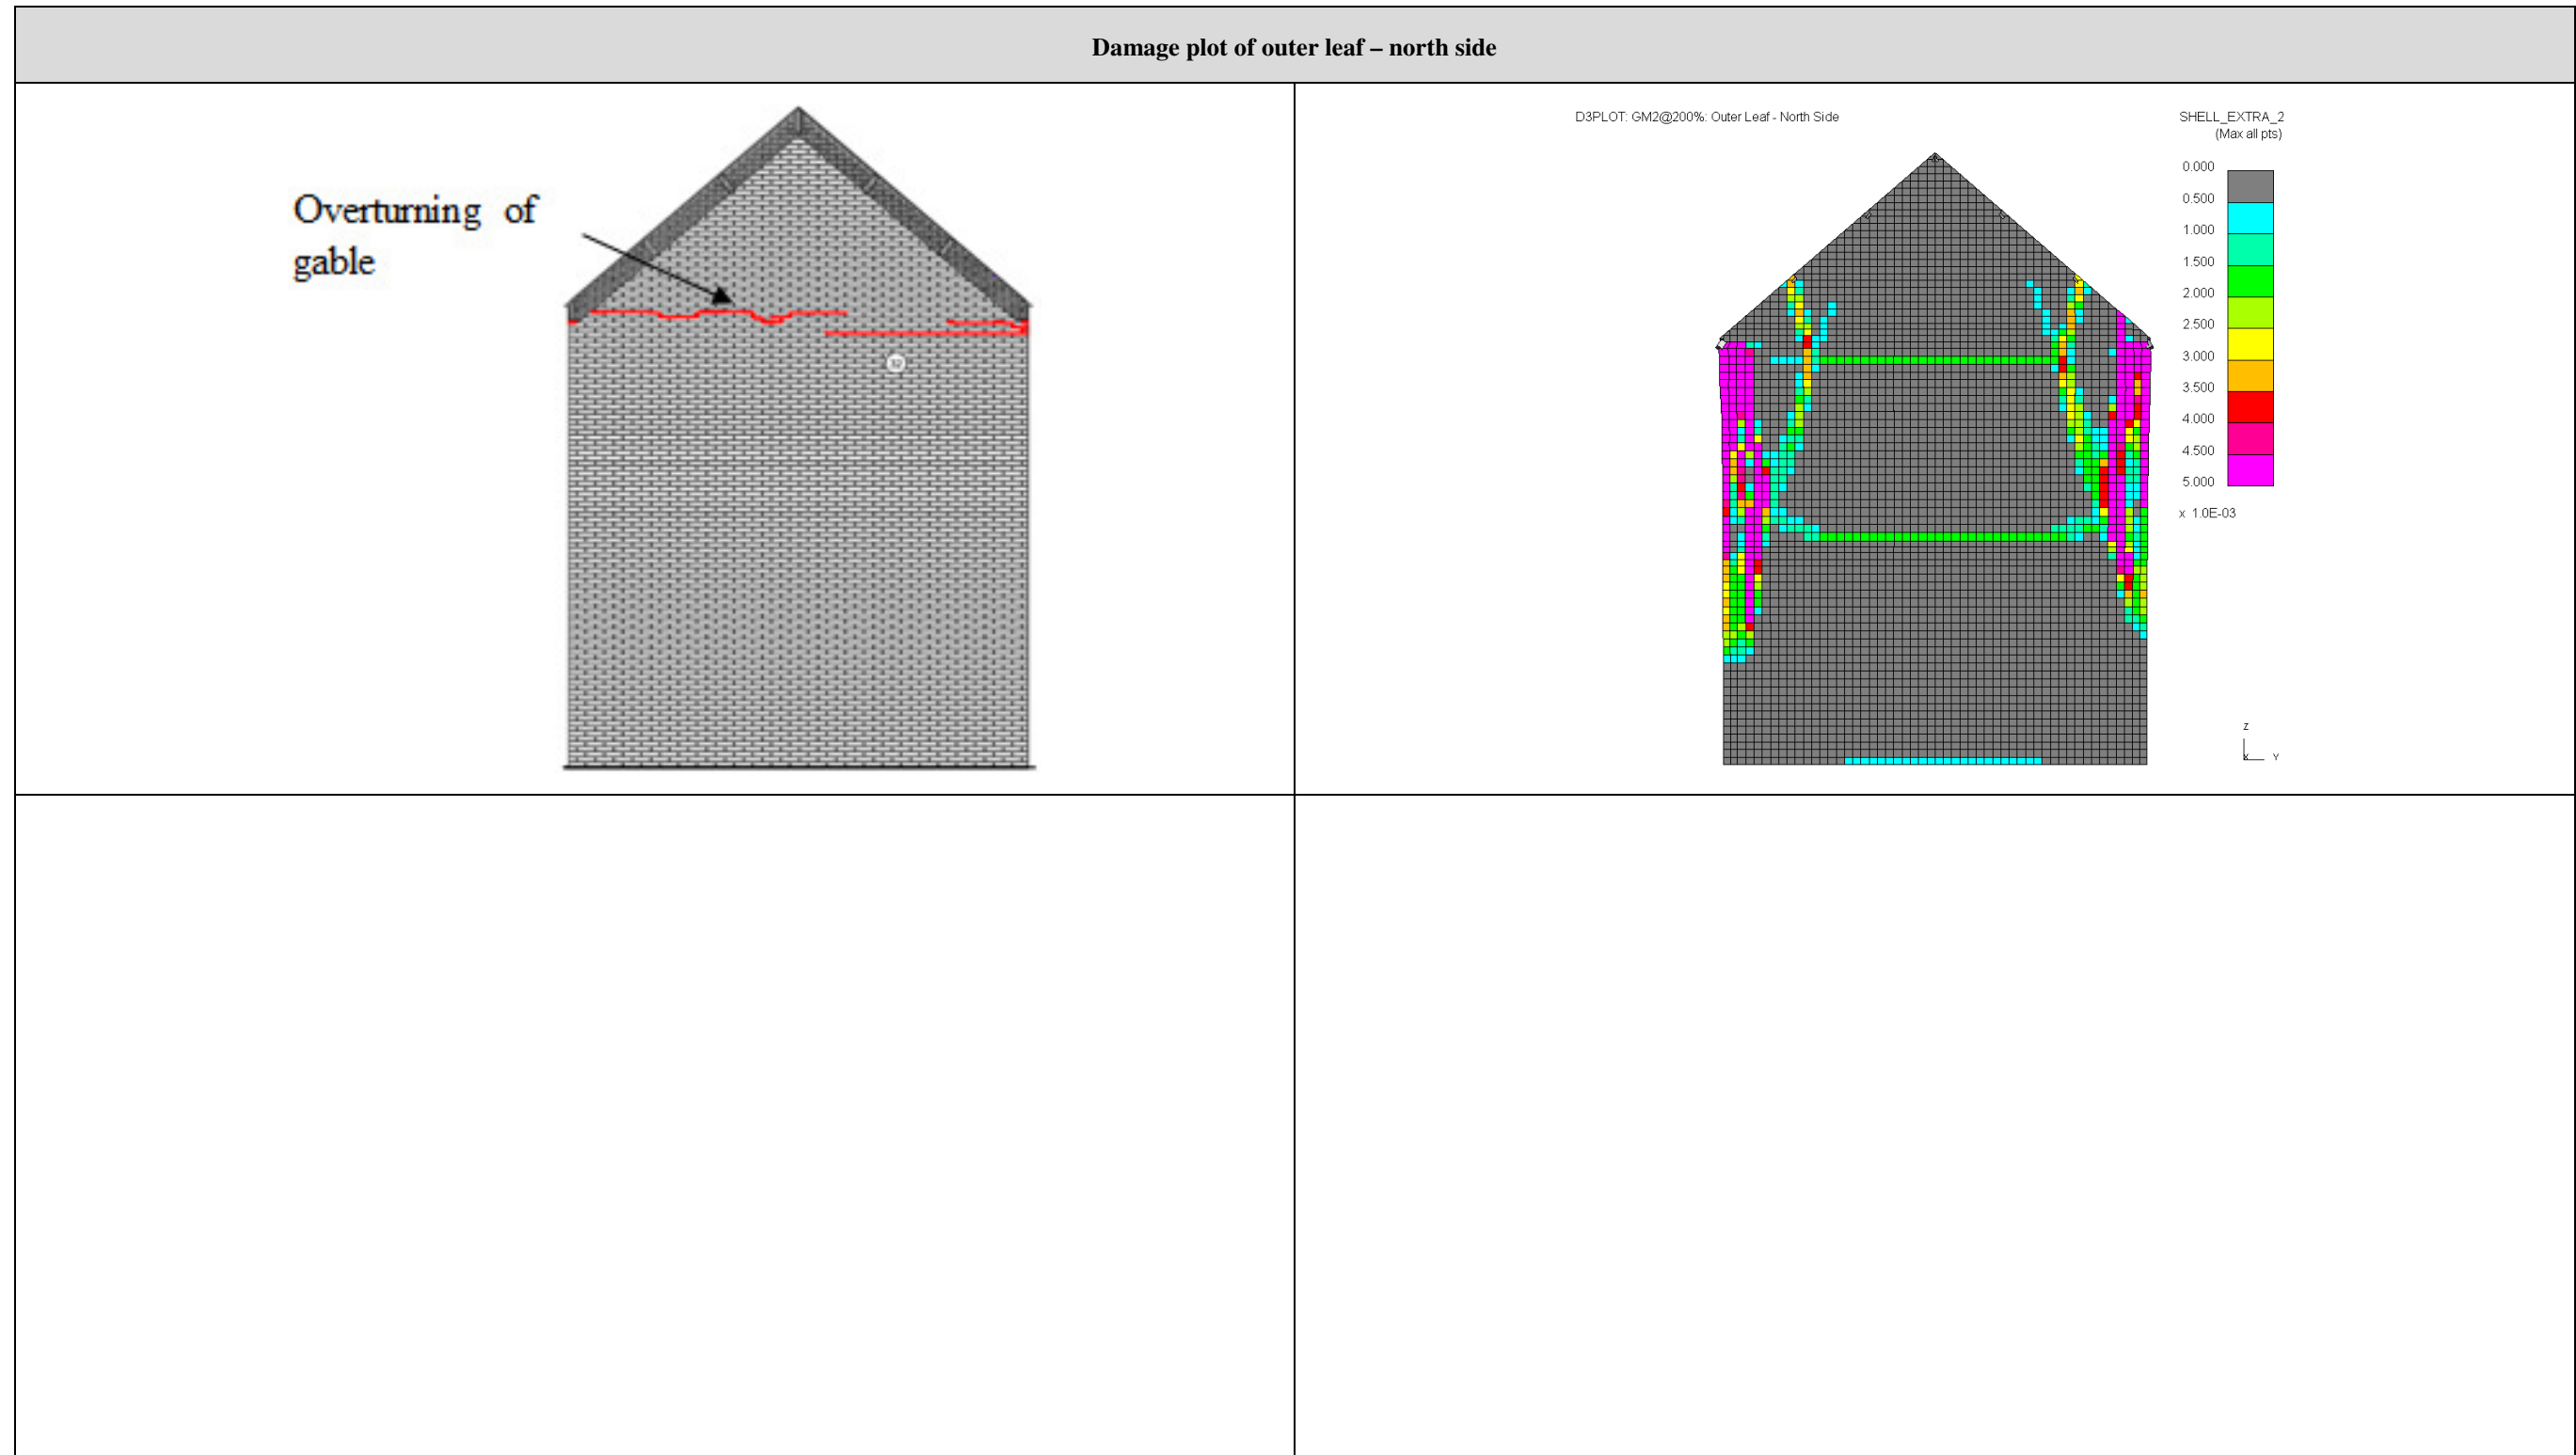 Damage plot of outer leaf – north side
Overturning of
gable
D3PLOT: GM2@200%: Outer Leaf - North Side
SHELL_EXTRA_2
(Max all pts)
0.000
0.500
1.000
1.500
2.000
2.500
3.000
3.500
4.000
4.500
5.000
x 1.0E-03
Z
Y